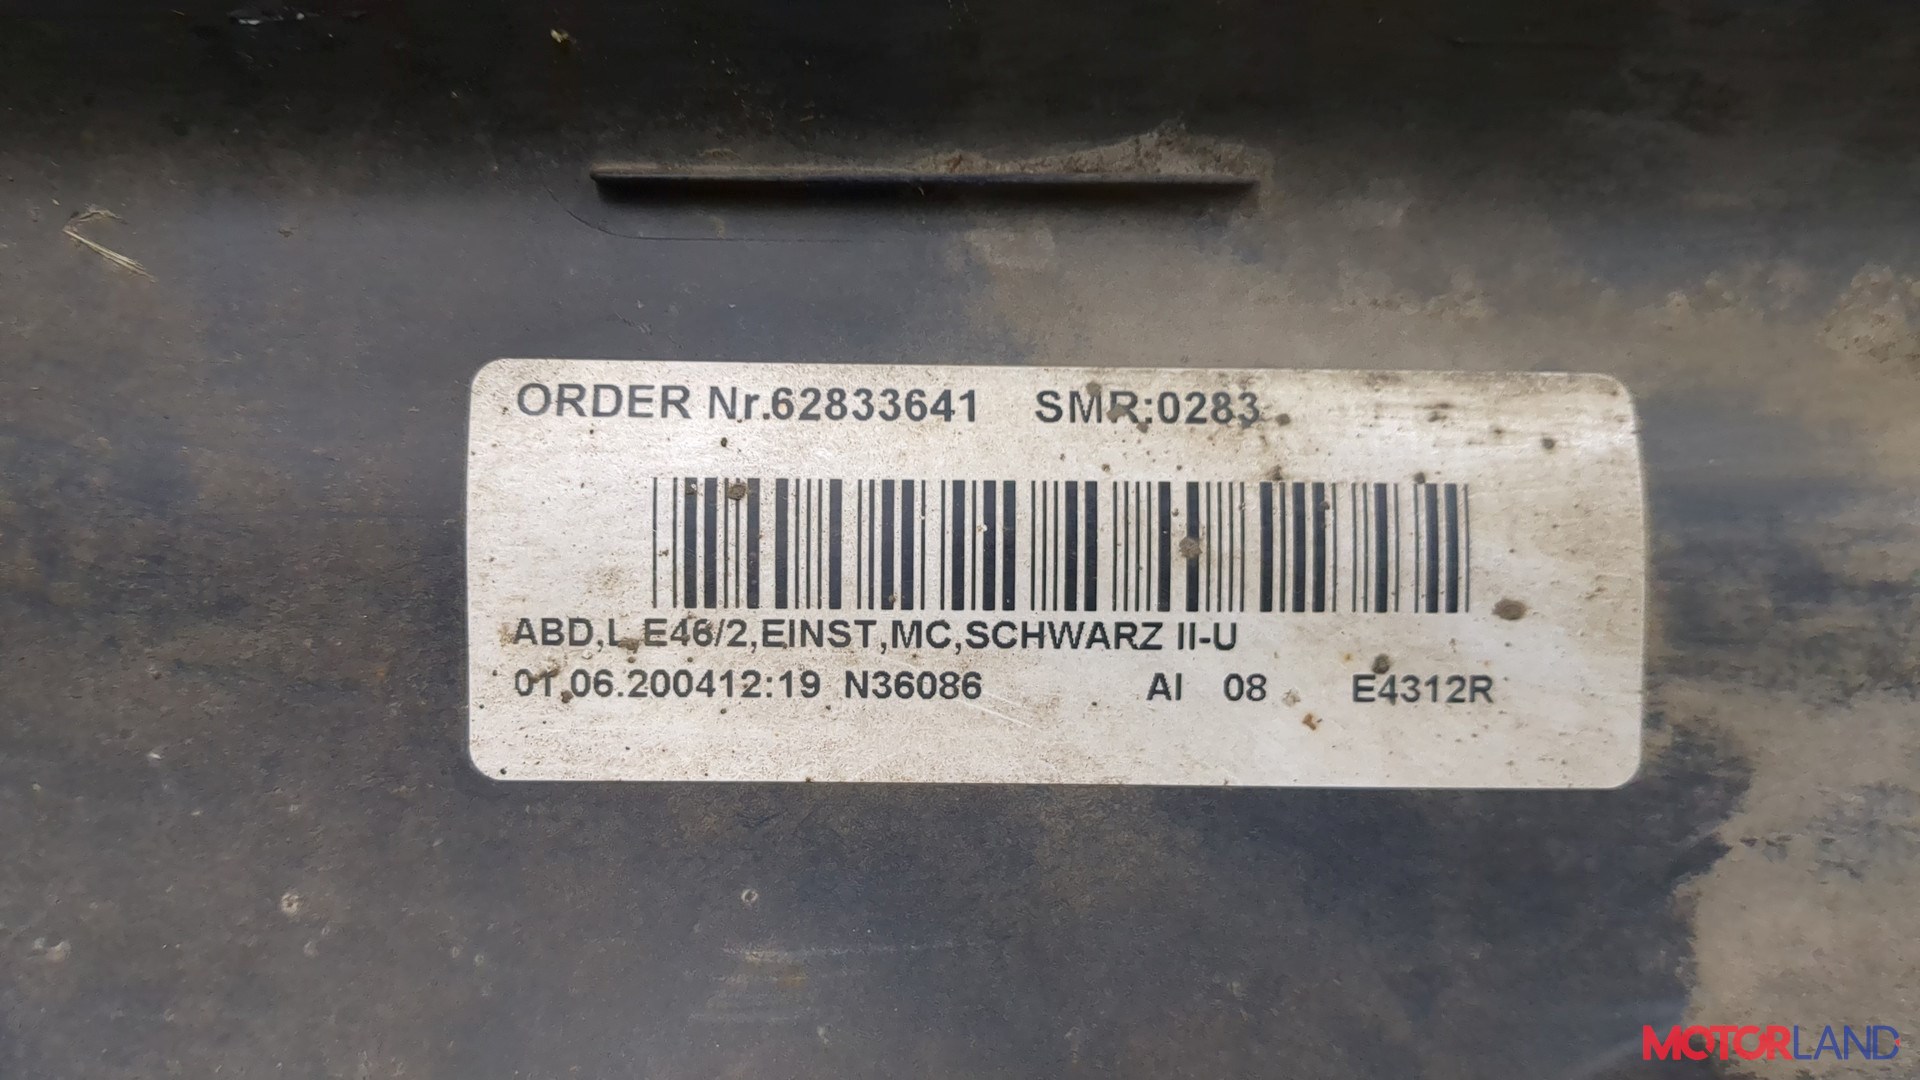 ORDER Nr.62833641 SMR:0283
ABD,L E46/2,EINST,MC,SCHWARZ II-U
01.06.200412:19 N36086 AI 08 E4312R
MOTORLAND